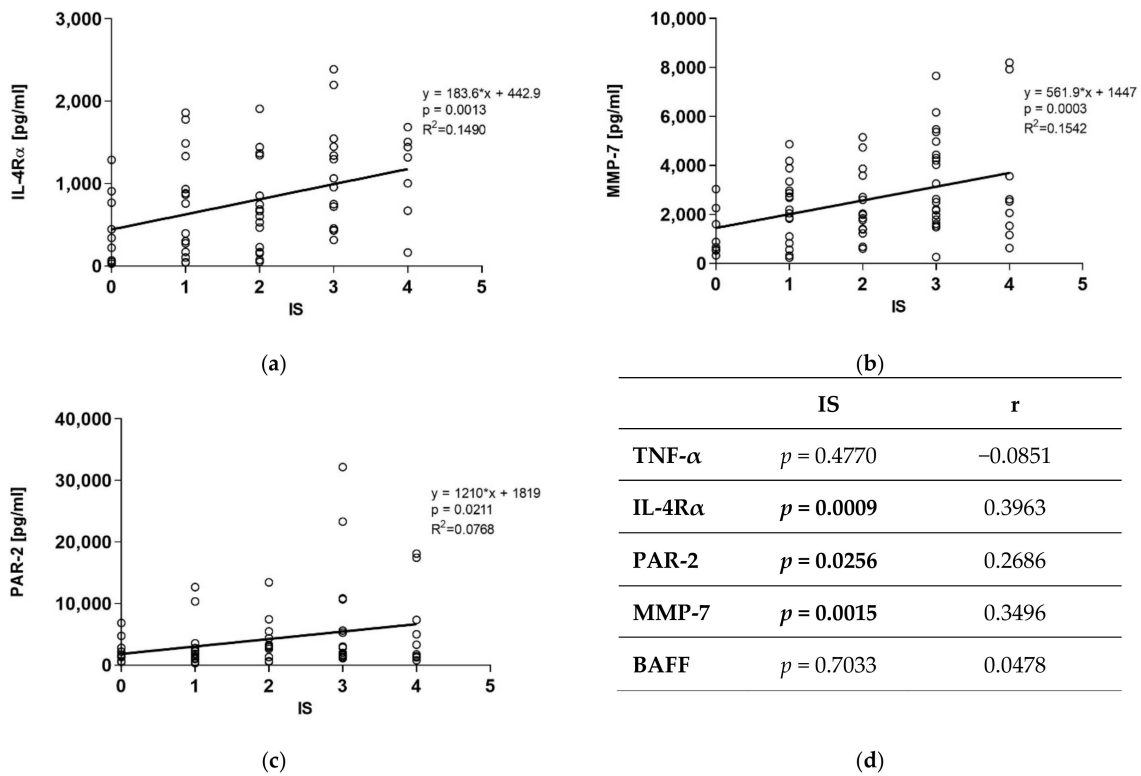 3,000
2,000
1,000
0
IL-4Rα [pg/ml]
y = 183.6*x + 442.9
p = 0.0013
R²=0.1490
0 1 2 3 4 5
IS
(a)
10,000
8,000
6,000
4,000
2,000
0
MMP-7 [pg/ml]
y = 561.9*x + 1447
p = 0.0003
R²=0.1542
0 1 2 3 4 5
IS
(b)
40,000
30,000
20,000
10,000
0
PAR-2 [pg/ml]
y = 1210*x + 1819
p = 0.0211
R²=0.0768
0 1 2 3 4 5
IS
(c)
IS r
TNF-α p = 0.4770 −0.0851
IL-4Rα p = 0.0009 0.3963
PAR-2 p = 0.0256 0.2686
MMP-7 p = 0.0015 0.3496
BAFF p = 0.7033 0.0478
(d)